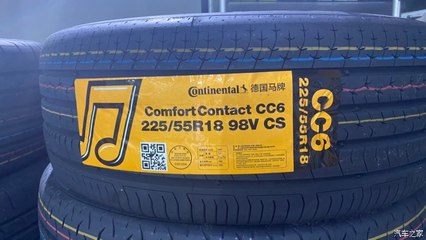 Continental 德国马牌
ComfortContact CC6
225/55R18 98V CS
CC6
225/55R18
汽车之家